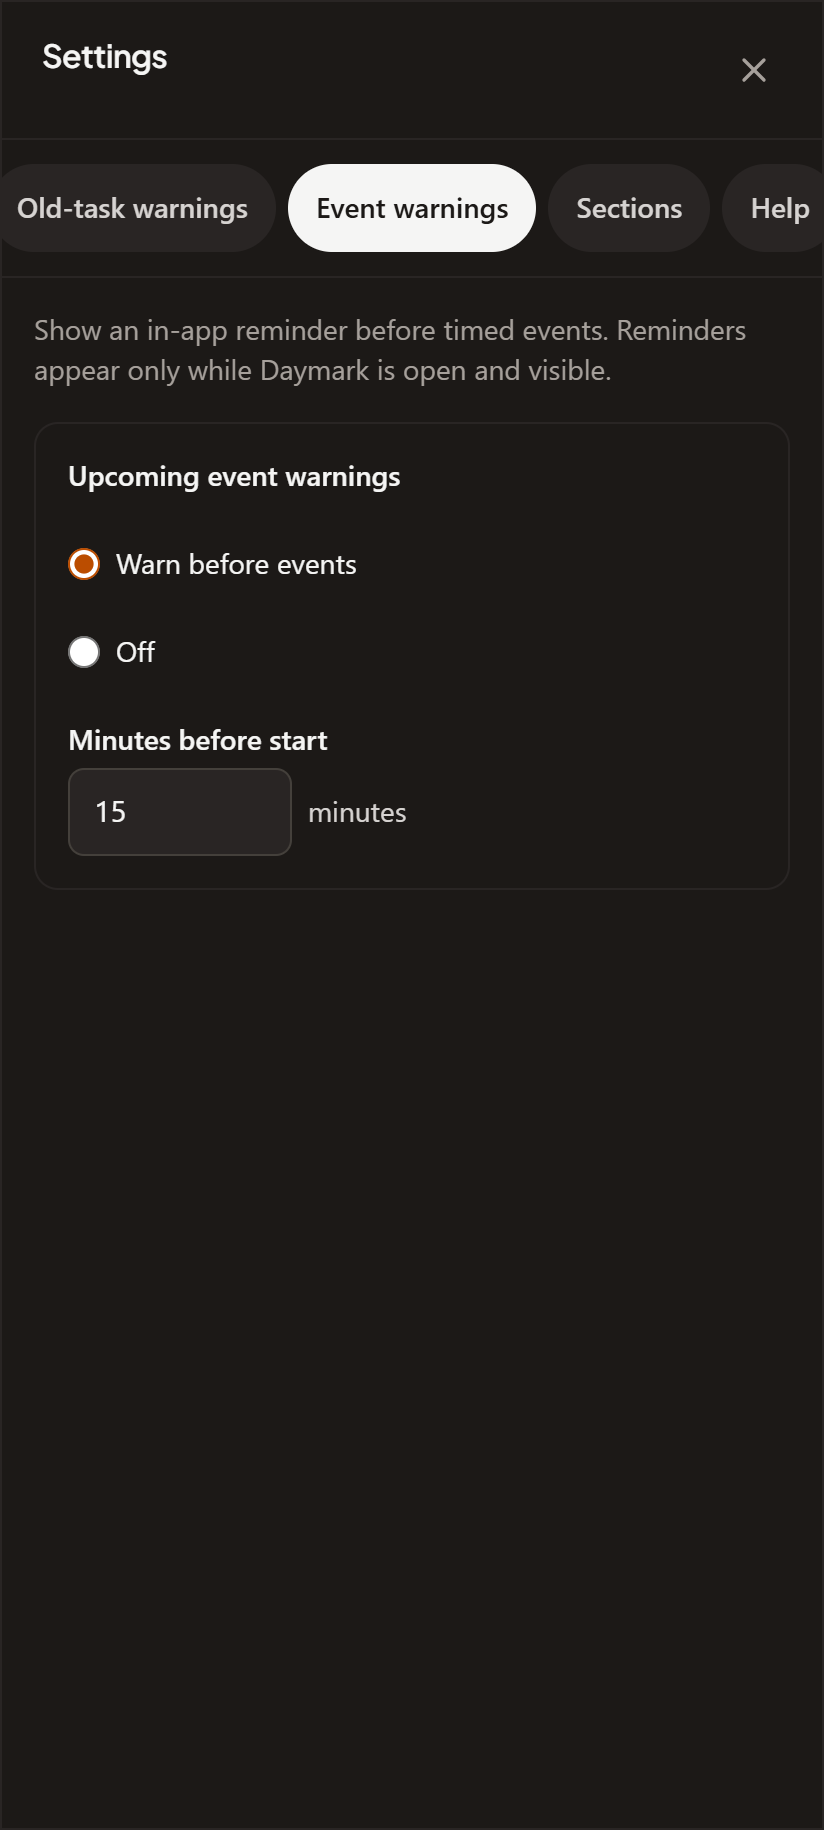 Settings
Old-task warnings
Event warnings
Sections
Help
Show an in-app reminder before timed events. Reminders
appear only while Daymark is open and visible.
Upcoming event warnings
Warn before events
Off
Minutes before start
15 minutes